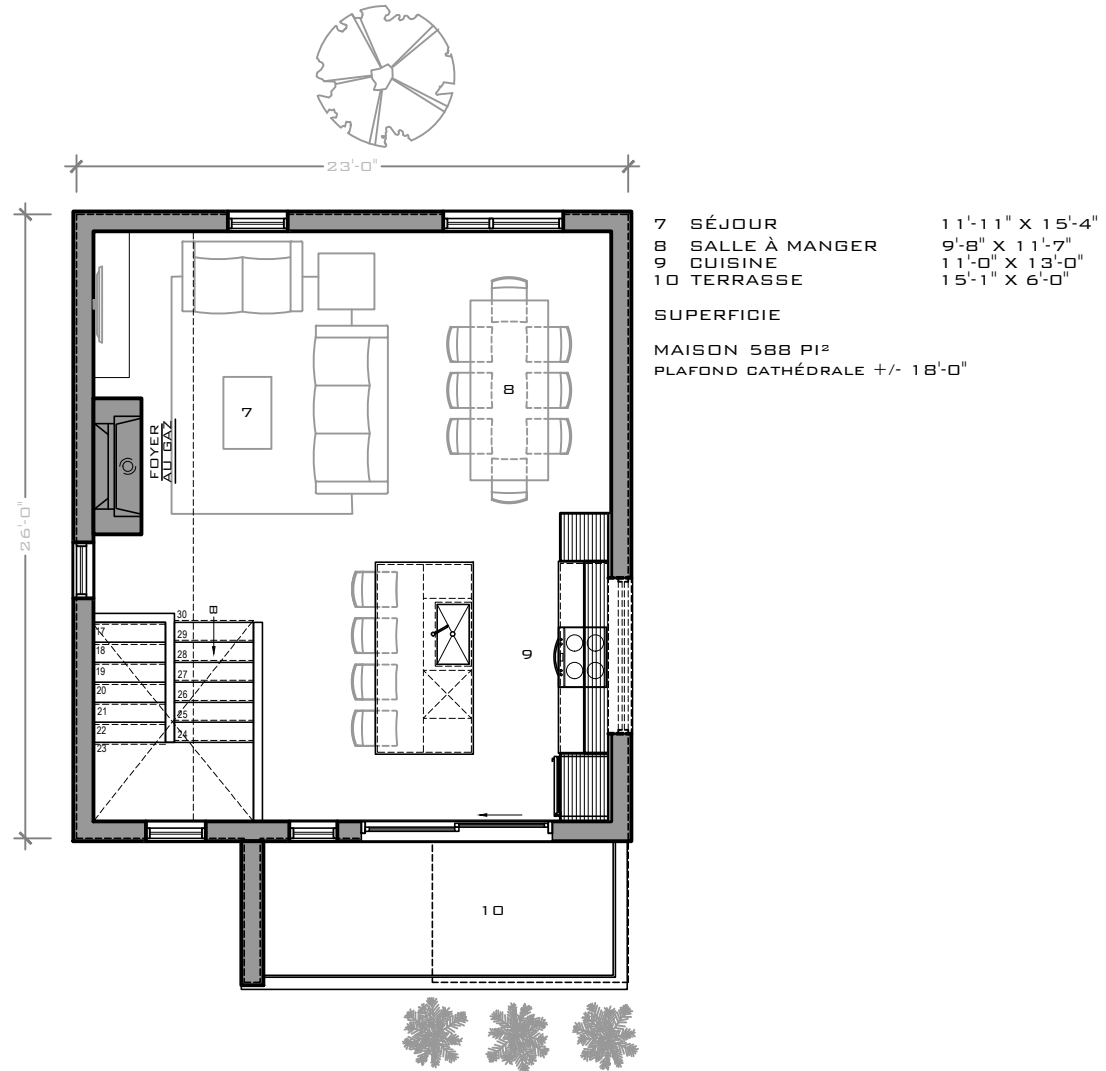 23'-0"
7 SÉJOUR 11'-11" X 15'-4"
8 SALLE À MANGER 9'-8" X 11'-7"
9 CUISINE 11'-0" X 13'-0"
10 TERRASSE 15'-1" X 6'-0"
SUPERFICIE
MAISON 588 PI²
PLAFOND CATHÉDRALE +/- 18'-0"
26'-0"
7
8
FOYER
AU GAZ
9
B
17
18
19
20
21
22
23
30
29
28
27
26
25
24
10